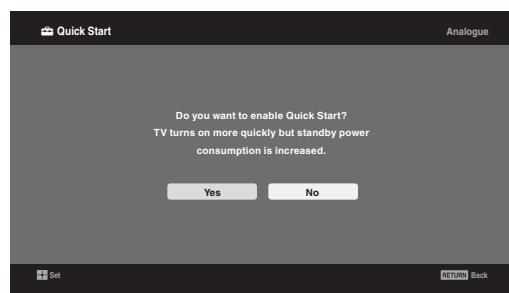 Quick Start
Analogue
Do you want to enable Quick Start?
TV turns on more quickly but standby power
consumption is increased.
Yes
No
Set
RETURN Back